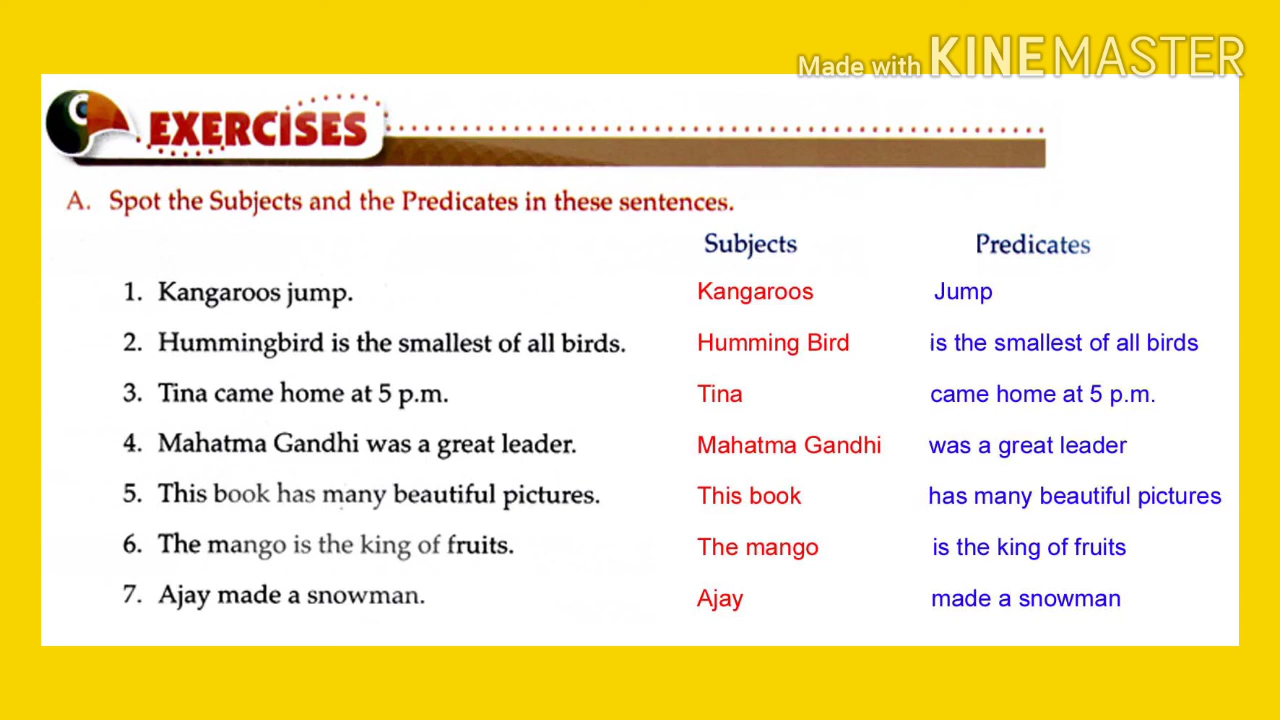 Made with KINEMASTER
EXERCISES
A. Spot the Subjects and the Predicates in these sentences.
Subjects Predicates
1. Kangaroos jump. Kangaroos Jump
2. Hummingbird is the smallest of all birds. Humming Bird is the smallest of all birds
3. Tina came home at 5 p.m. Tina came home at 5 p.m.
4. Mahatma Gandhi was a great leader. Mahatma Gandhi was a great leader
5. This book has many beautiful pictures. This book has many beautiful pictures
6. The mango is the king of fruits. The mango is the king of fruits
7. Ajay made a snowman. Ajay made a snowman